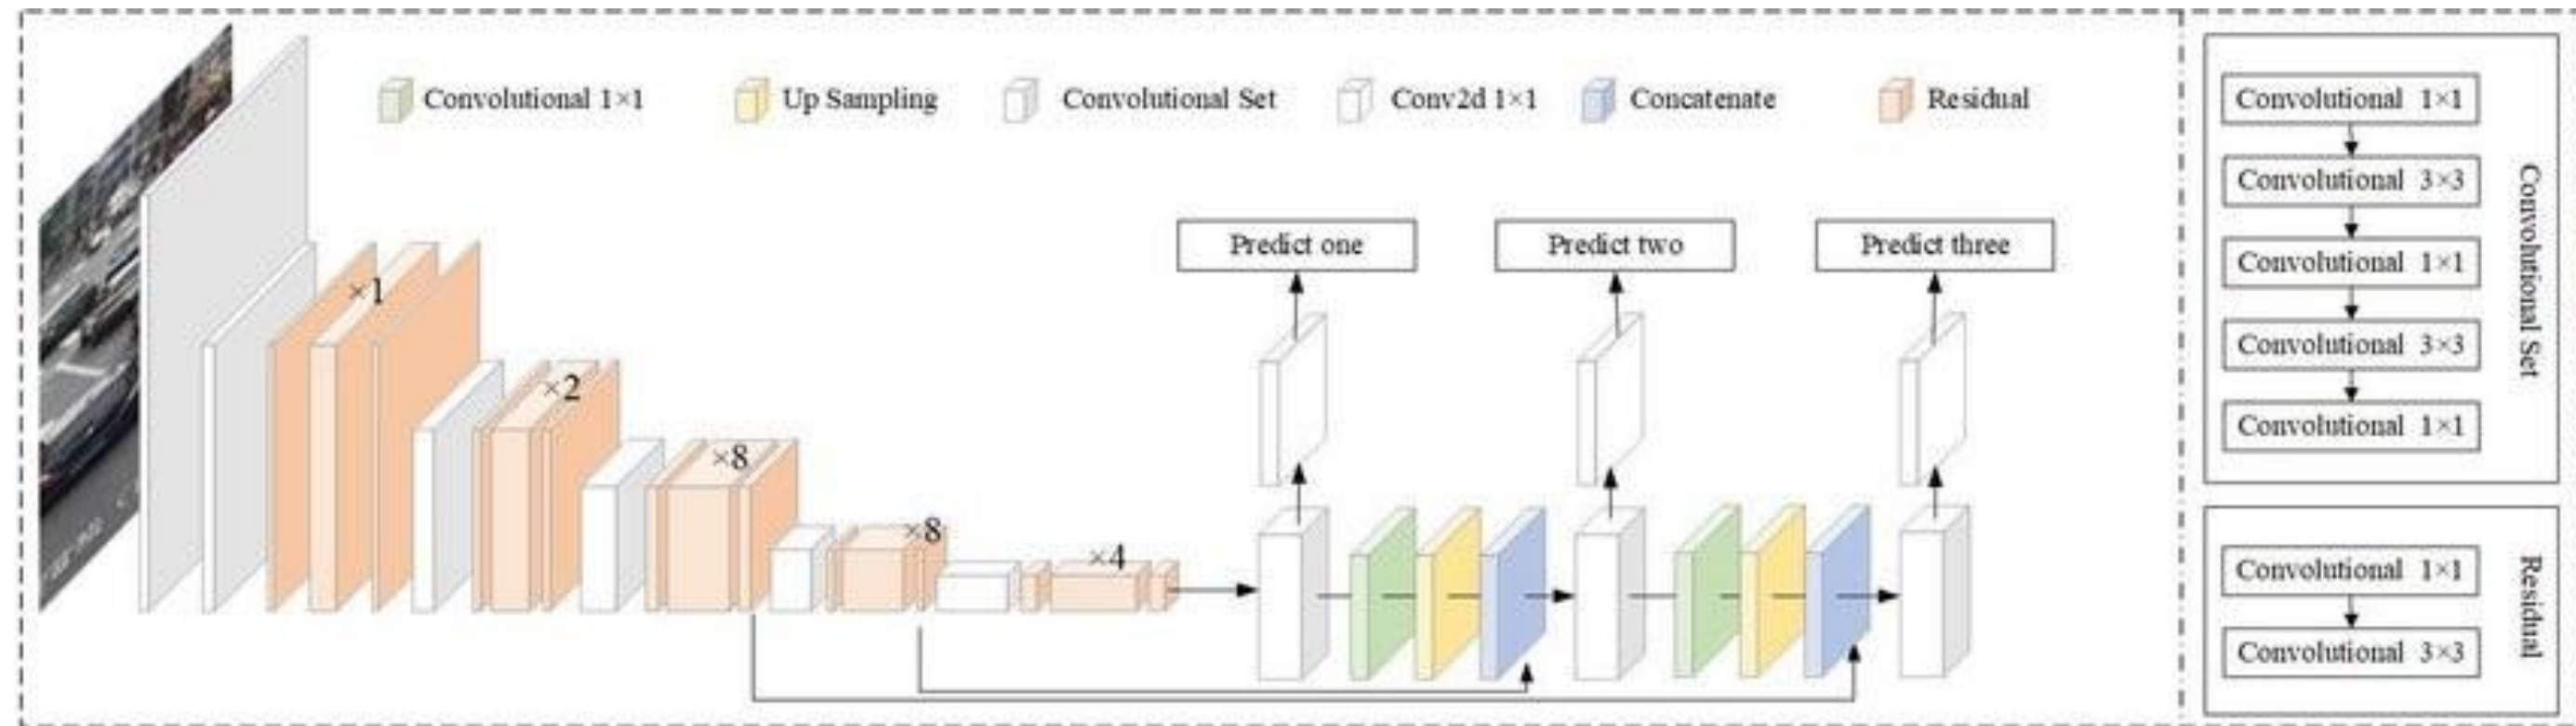 Convolutional 1×1
Up Sampling
Convolutional Set
Conv2d 1×1
Concatenate
Residual
×1
×2
×8
×8
×4
Predict one
Predict two
Predict three
Convolutional 1×1
Convolutional 3×3
Convolutional 1×1
Convolutional 3×3
Convolutional 1×1
Convolutional Set
Convolutional 1×1
Convolutional 3×3
Residual